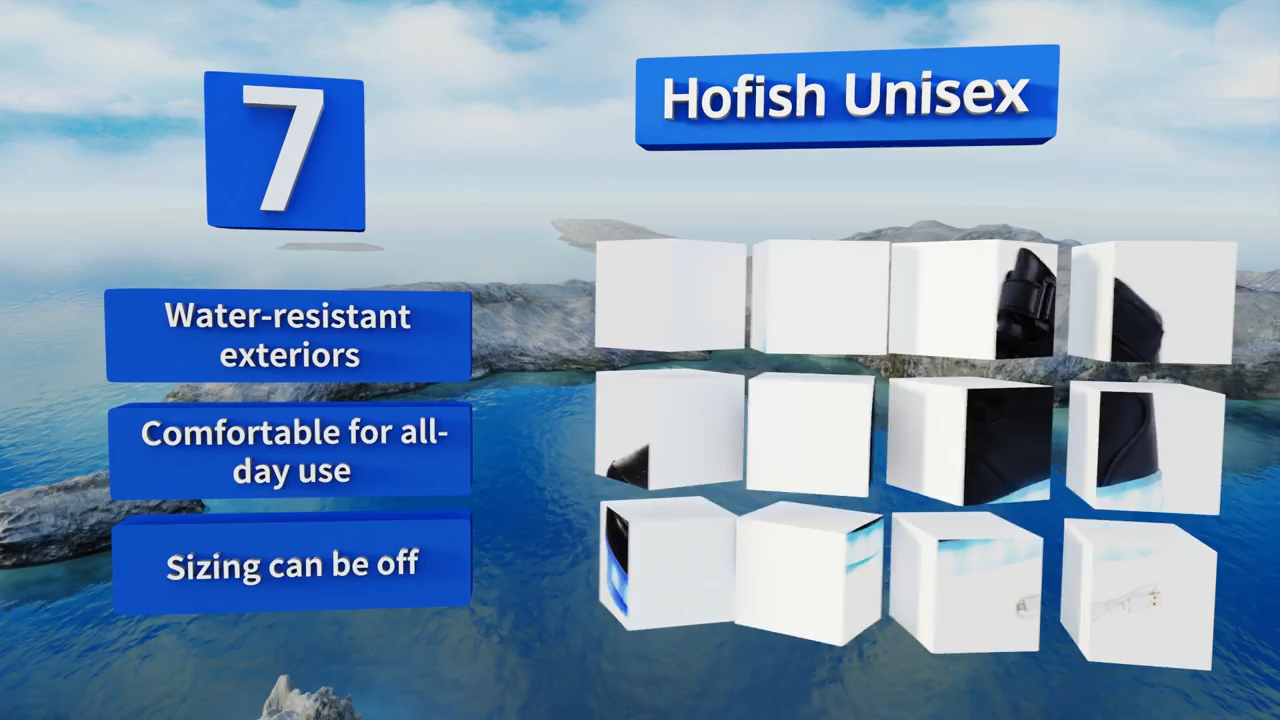 7
Hofish Unisex
Water-resistant
exteriors
Comfortable for all-
day use
Sizing can be off